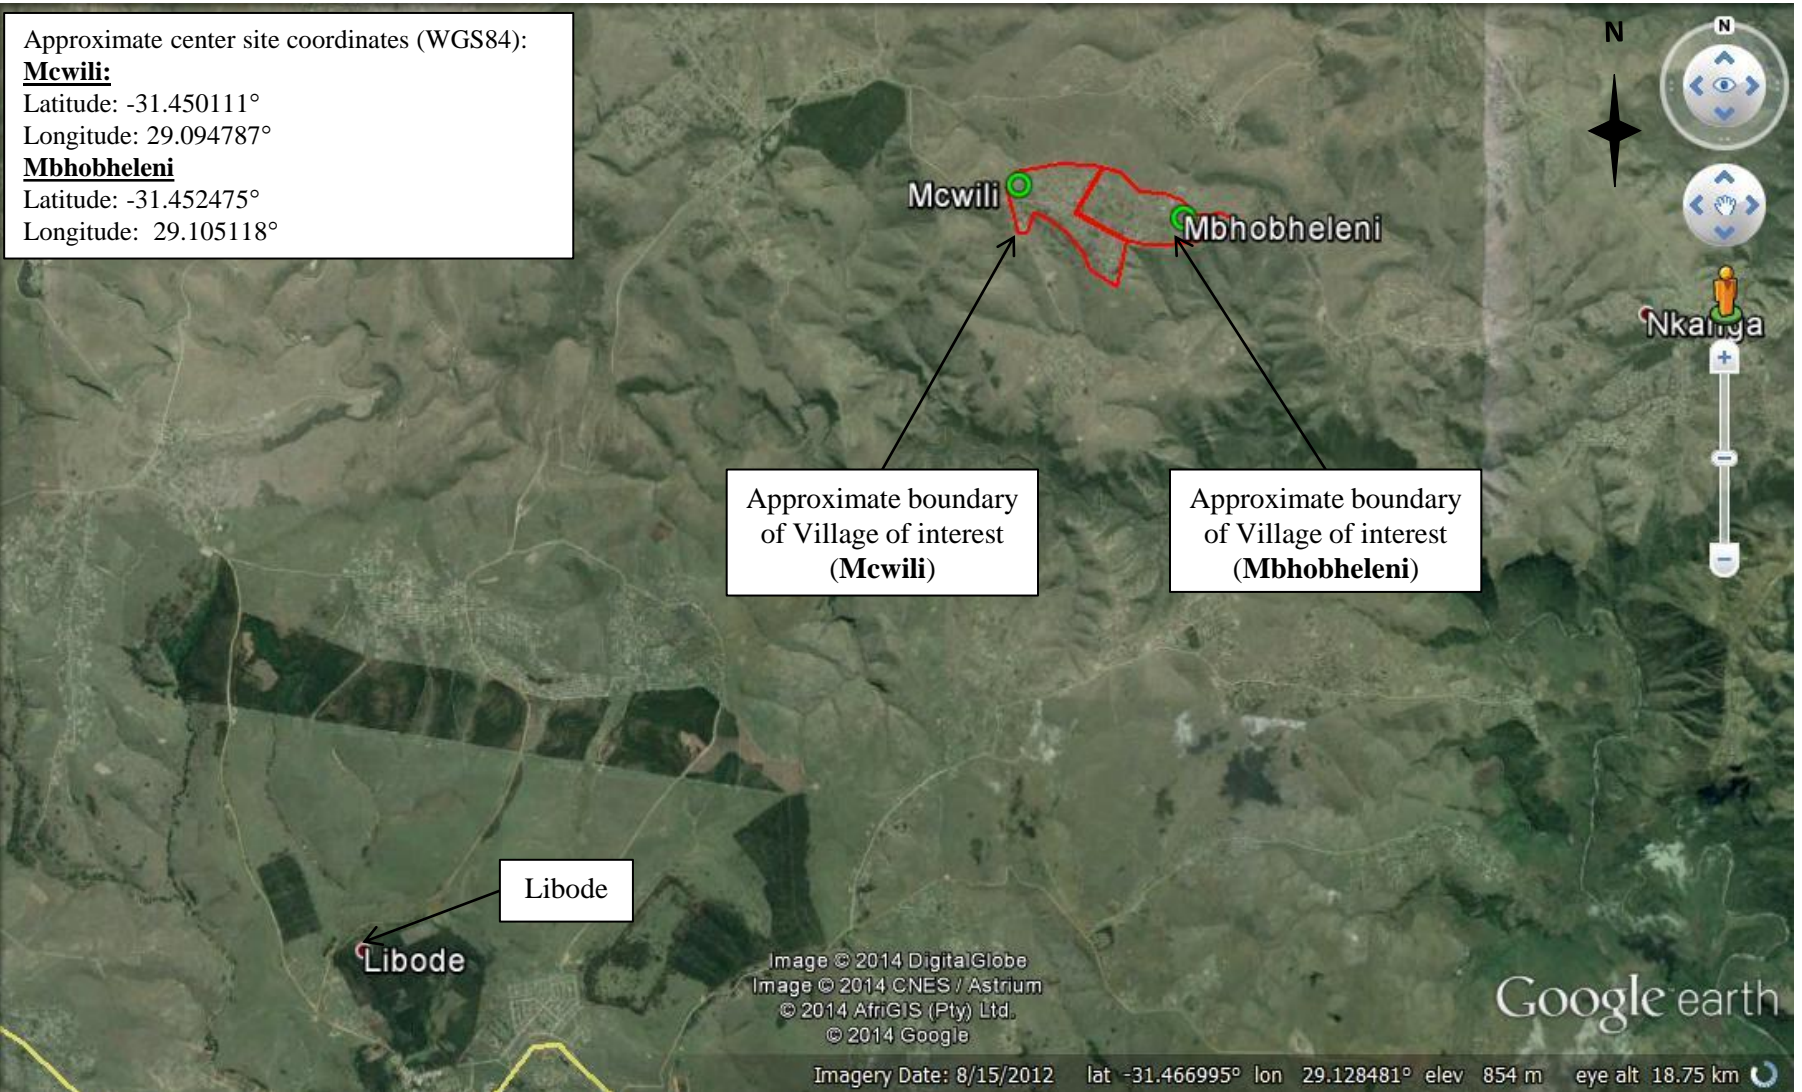 Approximate center site coordinates (WGS84):
Mcwili:
Latitude: -31.450111°
Longitude: 29.094787°
Mbhobheleni
Latitude: -31.452475°
Longitude: 29.105118°
N
N
Mcwili
Mbhobheleni
Nkanga
Approximate boundary
of Village of interest
(Mcwili)
Approximate boundary
of Village of interest
(Mbhobheleni)
Libode
Libode
Image © 2014 DigitalGlobe
Image © 2014 CNES / Astrium
© 2014 AfriGIS (Pty) Ltd.
© 2014 Google
Google earth
Imagery Date: 8/15/2012 lat -31.466995° lon 29.128481° elev 854 m eye alt 18.75 km